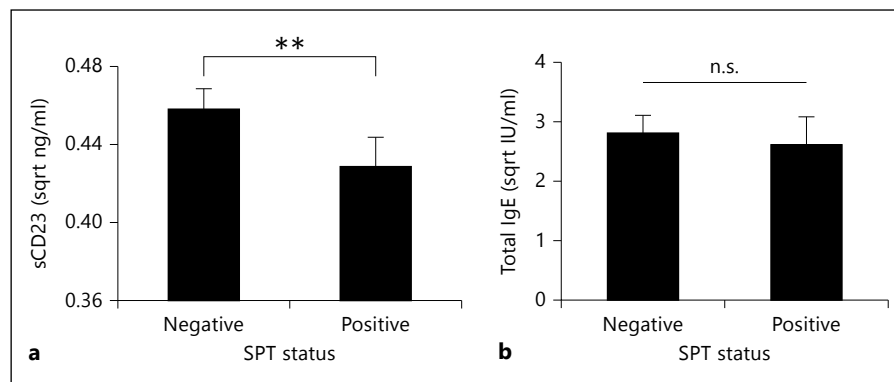 **
0.48
0.44
0.40
0.36
sCD23 (sqrt ng/ml)
Negative Positive
SPT status
a
n.s.
4
3
2
1
0
Total IgE (sqrt IU/ml)
Negative Positive
SPT status
b